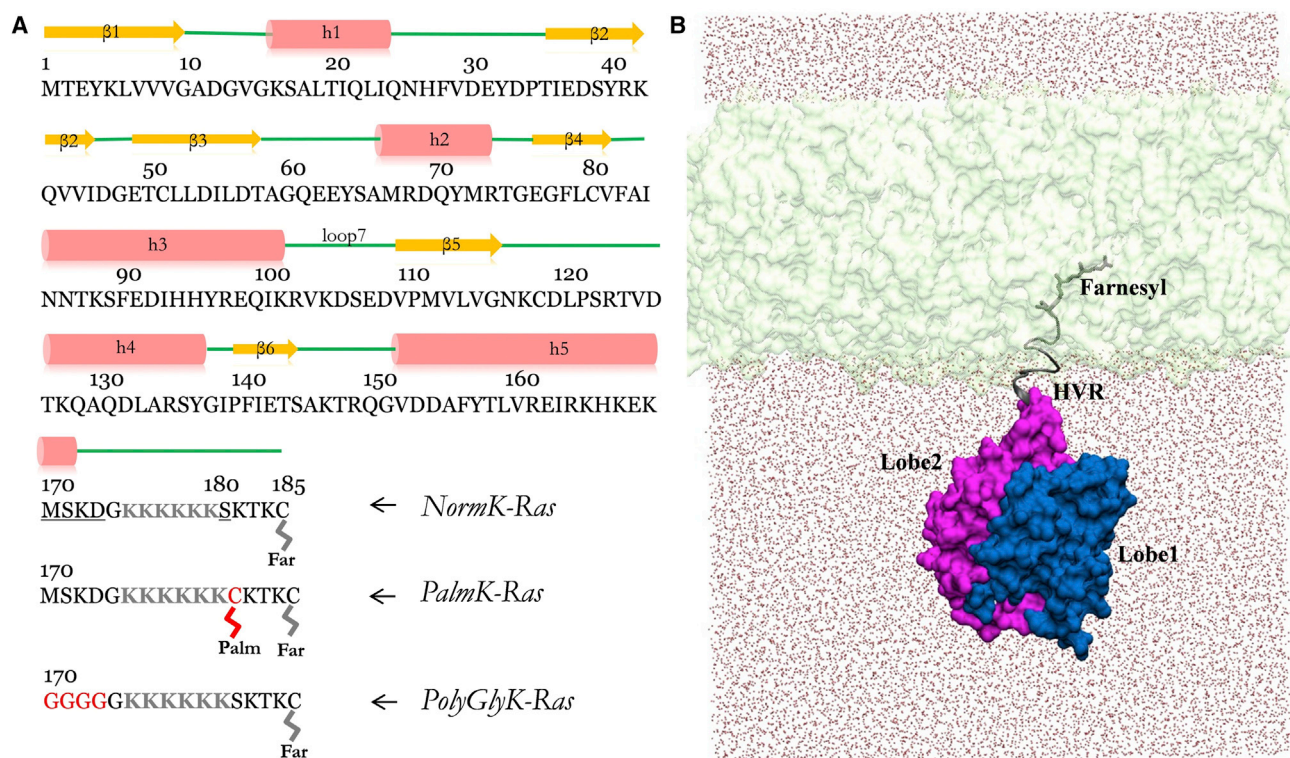 A
β1 h1 β2
1 10 20 30 40
MTEYKLVVVGADGVGKSALTIQLIQNHFVDEYDPTIEDSYRK
β2 β3 h2 β4
50 60 70 80
QVVIDGETCLLDILDTAGQEEYSAMRDQYMRTGEGFLCVFAI
h3 loop7 β5
90 100 110 120
NNTKSFEDIHHYREQIKRVKDSEDVPMVLVGNKCDLPSRTVD
h4 β6 h5
130 140 150 160
TKQAQDLARSYGIPFIETSAKTRQGVDDAFYTLVREIRKHKEK
170 180 185
MSKDGKKKKKKSKTKC ← NormK-Ras
Far
170
MSKDGKKKKKKCKTKC ← PalmK-Ras
Palm Far
170
GGGGGKKKKKKSKTKC ← PolyGlyK-Ras
Far
B
Farnesyl
HVR
Lobe2
Lobe1